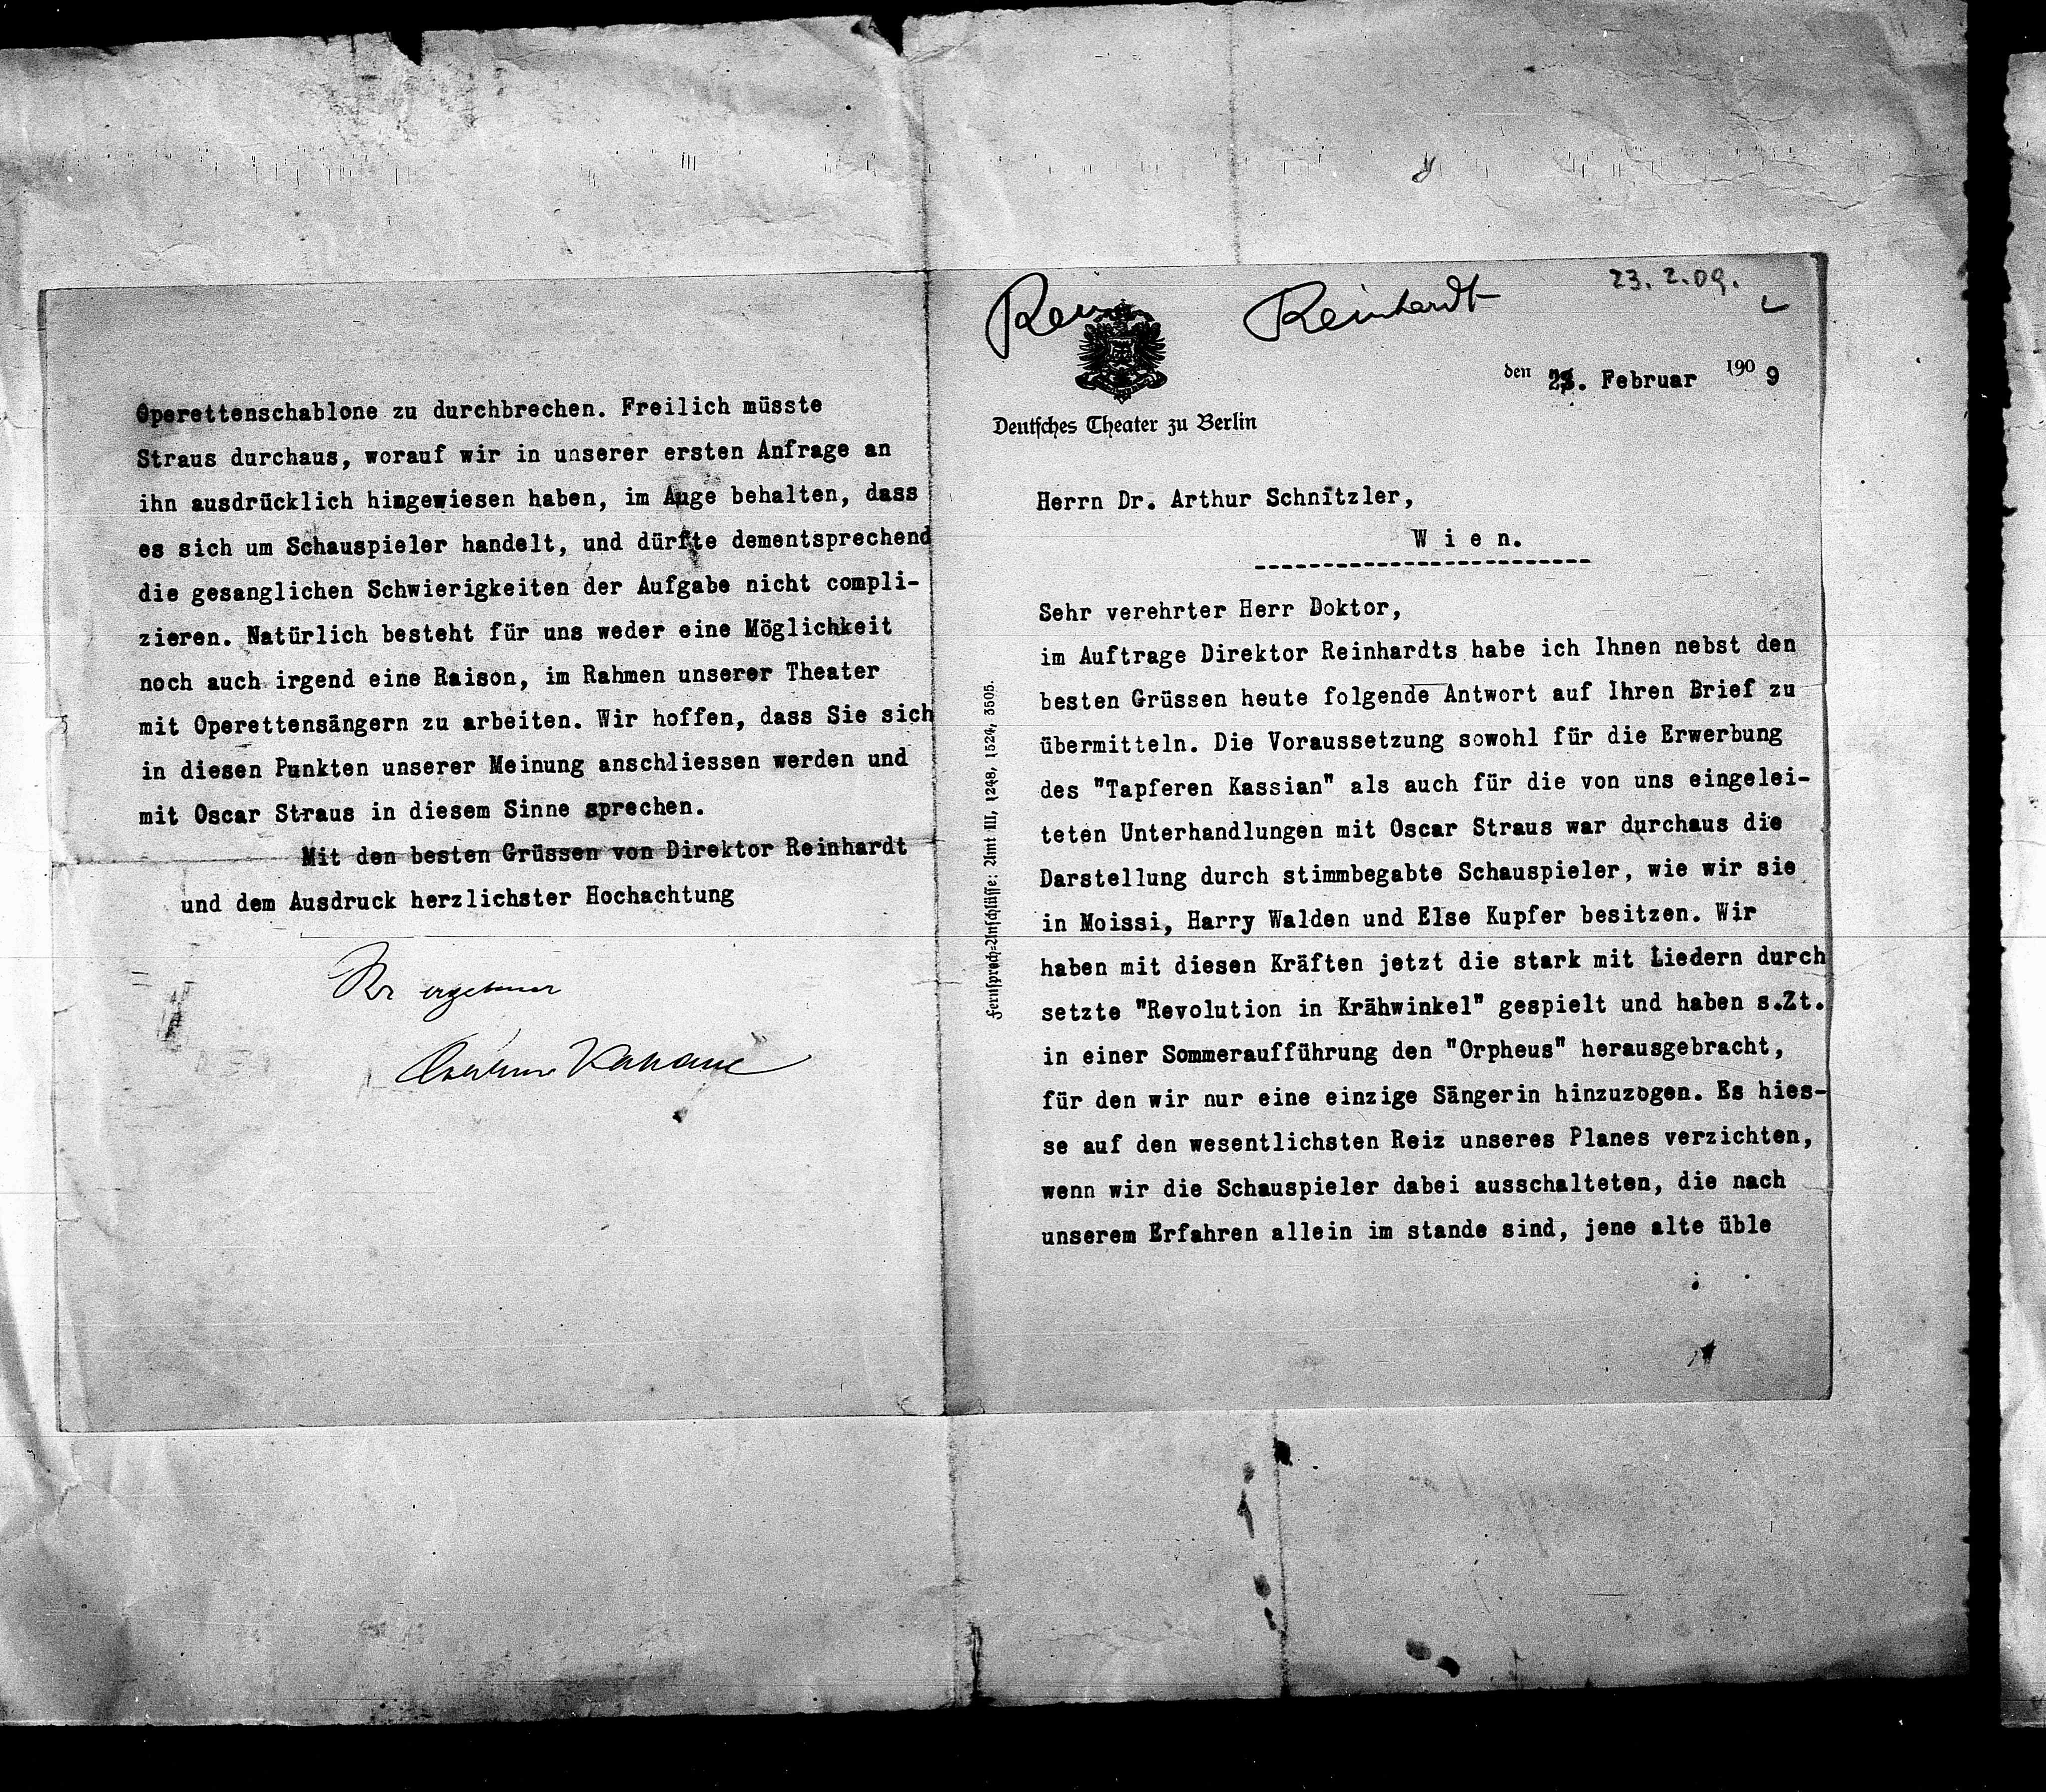 Rein
Reinhardt
23.2.09.
den 23. Februar 1909
Deutsches Theater zu Berlin
Fernsprech=Anschlüsse: Amt III, 1248, 1524, 3505.
Herrn Dr. Arthur Schnitzler,
W i e n.
-------------------------
Sehr verehrter Herr Doktor,
im Auftrage Direktor Reinhardts habe ich Ihnen nebst den
besten Grüssen heute folgende Antwort auf Ihren Brief zu
übermitteln. Die Voraussetzung sowohl für die Erwerbung
des "Tapferen Kassian" als auch für die von uns eingelei-
teten Unterhandlungen mit Oscar Straus war durchaus die
Darstellung durch stimmbegabte Schauspieler, wie wir sie
in Moissi, Harry Walden und Else Kupfer besitzen. Wir
haben mit diesen Kräften jetzt die stark mit Liedern durch
setzte "Revolution in Krähwinkel" gespielt und haben s.Zt.
in einer Sommeraufführung den "Orpheus" herausgebracht,
für den wir nur eine einzige Sängerin hinzuzogen. Es hies-
se auf den wesentlichsten Reiz unseres Planes verzichten,
wenn wir die Schauspieler dabei ausschalteten, die nach
unserem Erfahren allein im stande sind, jene alte üble
Operettenschablone zu durchbrechen. Freilich müsste
Straus durchaus, worauf wir in unserer ersten Anfrage an
ihn ausdrücklich hingewiesen haben, im Auge behalten, dass
es sich um Schauspieler handelt, und dürfte dementsprechend
die gesanglichen Schwierigkeiten der Aufgabe nicht compli-
zieren. Natürlich besteht für uns weder eine Möglichkeit
noch auch irgend eine Raison, im Rahmen unserer Theater
mit Operettensängern zu arbeiten. Wir hoffen, dass Sie sich
in diesen Punkten unserer Meinung anschliessen werden und
mit Oscar Straus in diesem Sinne sprechen.
Mit den besten Grüssen von Direktor Reinhardt
und dem Ausdruck herzlichster Hochachtung
Ihr ergebener
Arthur Kahane